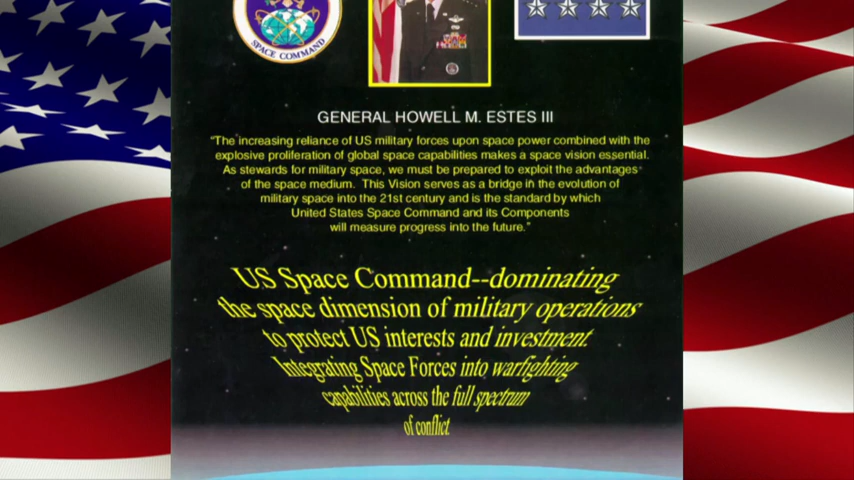 SPACE COMMAND
GENERAL HOWELL M. ESTES III
"The increasing reliance of US military forces upon space power combined with the
explosive proliferation of global space capabilities makes a space vision essential.
As stewards for military space, we must be prepared to exploit the advantages
of the space medium. This Vision serves as a bridge in the evolution of
military space into the 21st century and is the standard by which
United States Space Command and its Components
will measure progress into the future."
US Space Command--dominating
the space dimension of military operations
to protect US interests and investment.
Integrating Space Forces into warfighting
capabilities across the full spectrum
of conflict